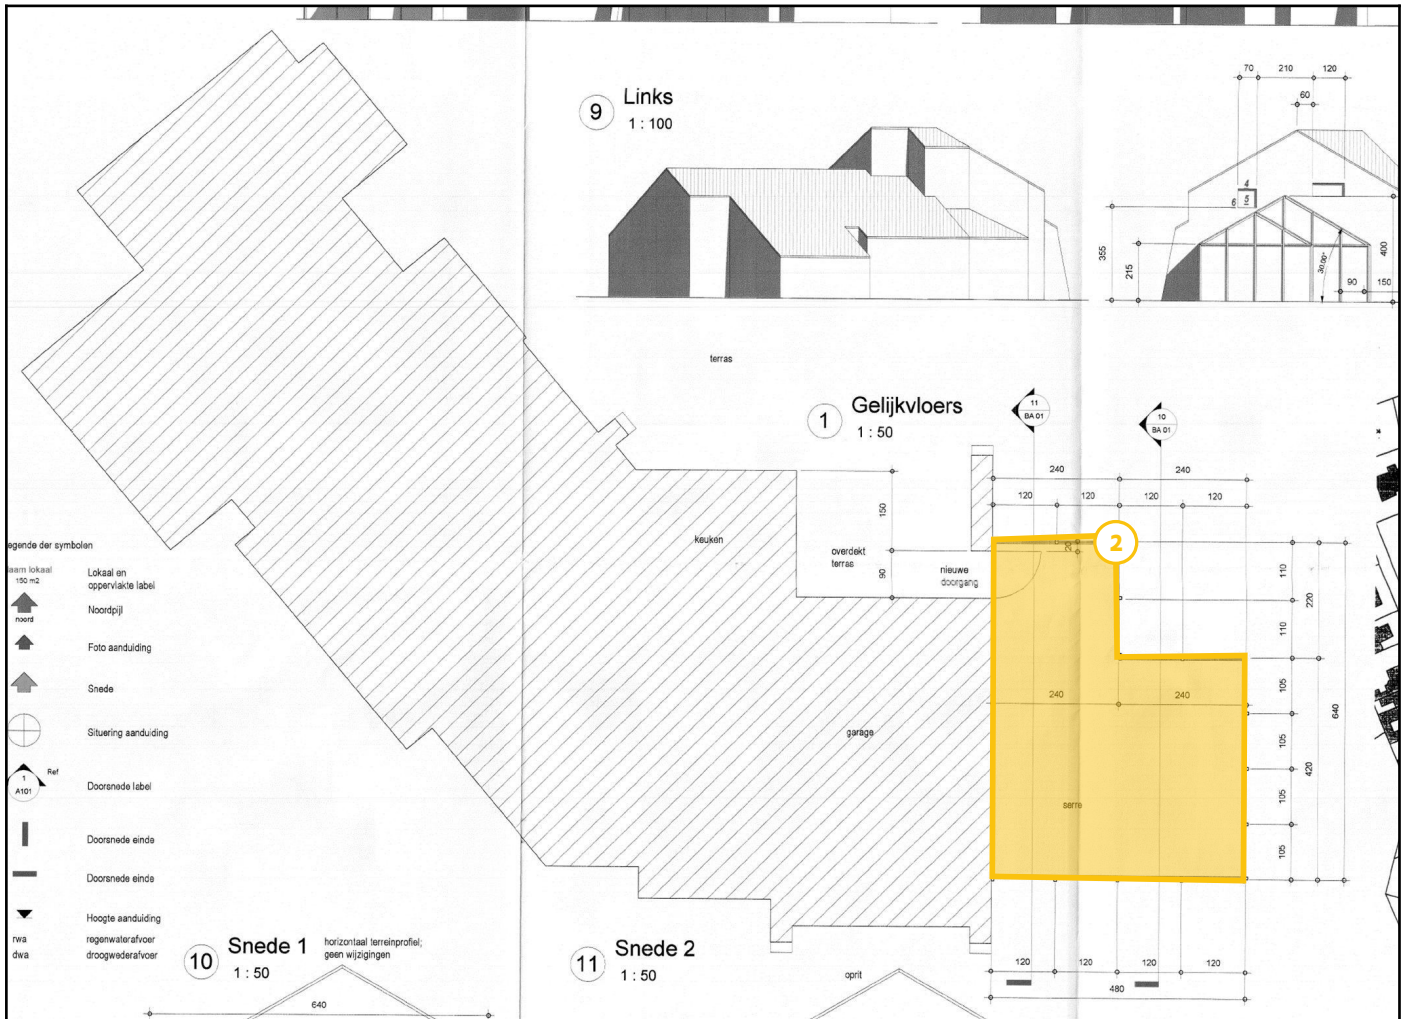 9
Links
1 : 100
70
210
120
60
4
6
5
355
215
30.00°
400
90
150
terras
1
Gelijkvloers
1 : 50
11
BA 01
10
BA 01
240
240
120
120
120
120
150
90
keuken
overdekt
terras
nieuwe
doorgang
20
2
110
220
110
240
240
105
640
105
420
105
105
garage
serre
egende der symbolen
aam lokaal
150 m2
Lokaal en
oppervlakte label
noord
Noordpijl
Foto aanduiding
Snede
Situering aanduiding
1
A101
Ref
Doorsnede label
Doorsnede einde
Doorsnede einde
Hoogte aanduiding
rwa
regenwaterafvoer
dwa
droogwederafvoer
10
Snede 1
1 : 50
horizontaal terreinprofiel;
geen wijzigingen
640
11
Snede 2
1 : 50
oprit
120
120
120
120
480